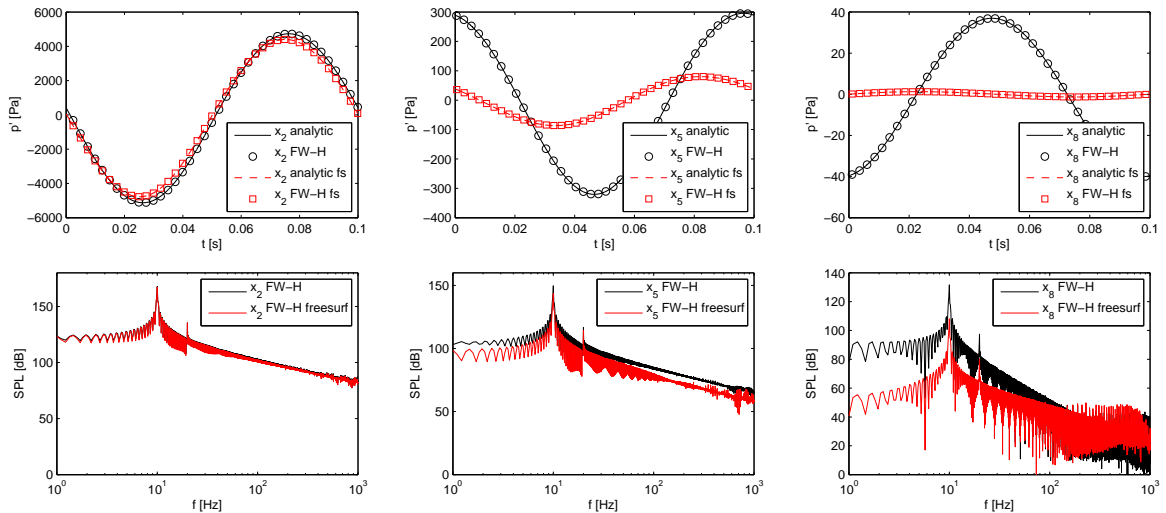 6000
4000
2000
0
−2000
−4000
−6000
p' [Pa]
0
0.02
0.04
0.06
0.08
0.1
t [s]
x2 analytic
x2 FW−H
x2 analytic fs
x2 FW−H fs
300
200
100
0
−100
−200
−300
−400
p' [Pa]
0
0.02
0.04
0.06
0.08
0.1
t [s]
x5 analytic
x5 FW−H
x5 analytic fs
x5 FW−H fs
40
20
0
−20
−40
−60
p' [Pa]
0
0.02
0.04
0.06
0.08
0.1
t [s]
x8 analytic
x8 FW−H
x8 analytic fs
x8 FW−H fs
150
100
50
0
SPL [dB]
10^0
10^1
10^2
10^3
f [Hz]
x2 FW−H
x2 FW−H freesurf
150
100
50
0
SPL [dB]
10^0
10^1
10^2
10^3
f [Hz]
x5 FW−H
x5 FW−H freesurf
140
120
100
80
60
40
20
0
SPL [dB]
10^0
10^1
10^2
10^3
f [Hz]
x8 FW−H
x8 FW−H freesurf